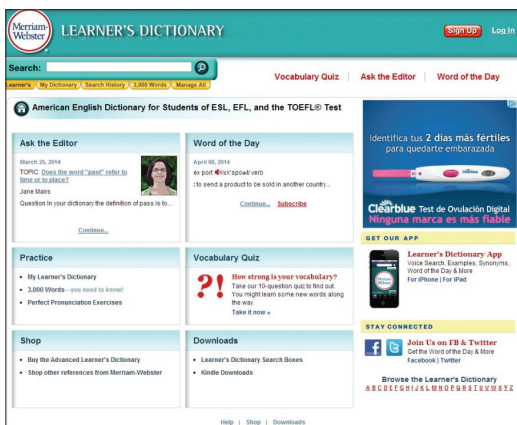 Merriam-
Webster
LEARNER'S DICTIONARY
Sign Up Log In
Search:
Learner's My Dictionary Search History 3,000 Words Manage All
Vocabulary Quiz Ask the Editor Word of the Day
American English Dictionary for Students of ESL, EFL, and the TOEFL® Test
Ask the Editor
March 25, 2014
TOPIC: Does the word "past" refer to
time or to place?
Jane Mairs
Question In your dictionary the definition of pass is to...
Continue...
Word of the Day
April 08, 2014
ex port /ɛkˈspoɚt/ verb
: to send a product to be sold in another country...
Continue... Subscribe
Identifica tus 2 días más fértiles
para quedarte embarazada
Clearblue Test de Ovulación Digital
Ninguna marca es más fiable
Practice
• My Learner's Dictionary
• 3,000 Words—you need to know!
• Perfect Pronunciation Exercises
Vocabulary Quiz
?!
How strong is your vocabulary?
Take our 10-question quiz to find out.
You might learn some new words along
the way.
Take it now »
GET OUR APP
Learner's Dictionary App
Voice Search, Examples, Synonyms,
Word of the Day & More
For iPhone | For iPad
Shop
• Buy the Advanced Learner's Dictionary
• Shop other references from Merriam-Webster
Downloads
• Learner's Dictionary Search Boxes
• Kindle Downloads
STAY CONNECTED
Join Us on FB & Twitter
Get the Word of the Day & More
Facebook | Twitter
Browse the Learner's Dictionary
A B C D E F G H I J K L M N O P Q R S T U V W X Y Z
Help | Shop | Downloads